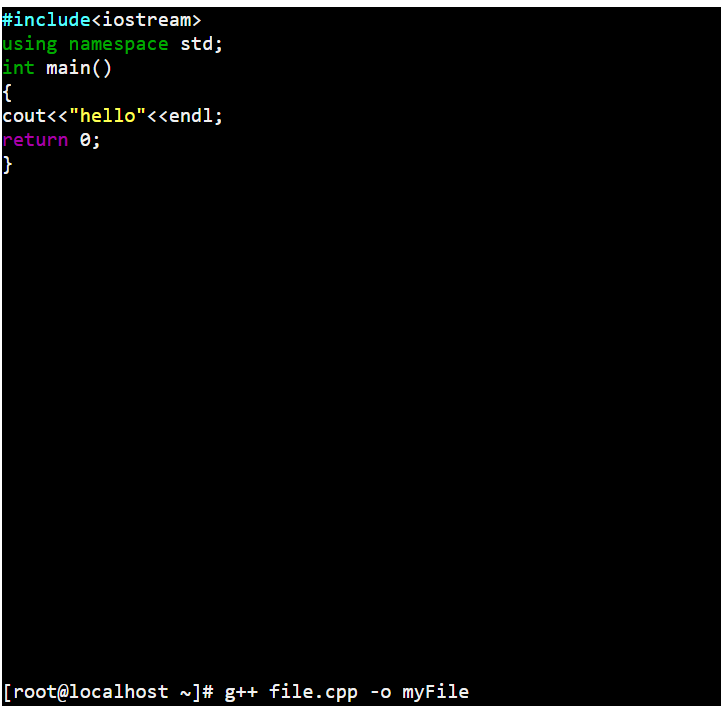 #include<iostream>
using namespace std;
int main()
{
cout<<"hello"<<endl;
return 0;
}
[root@localhost ~]# g++ file.cpp -o myFile